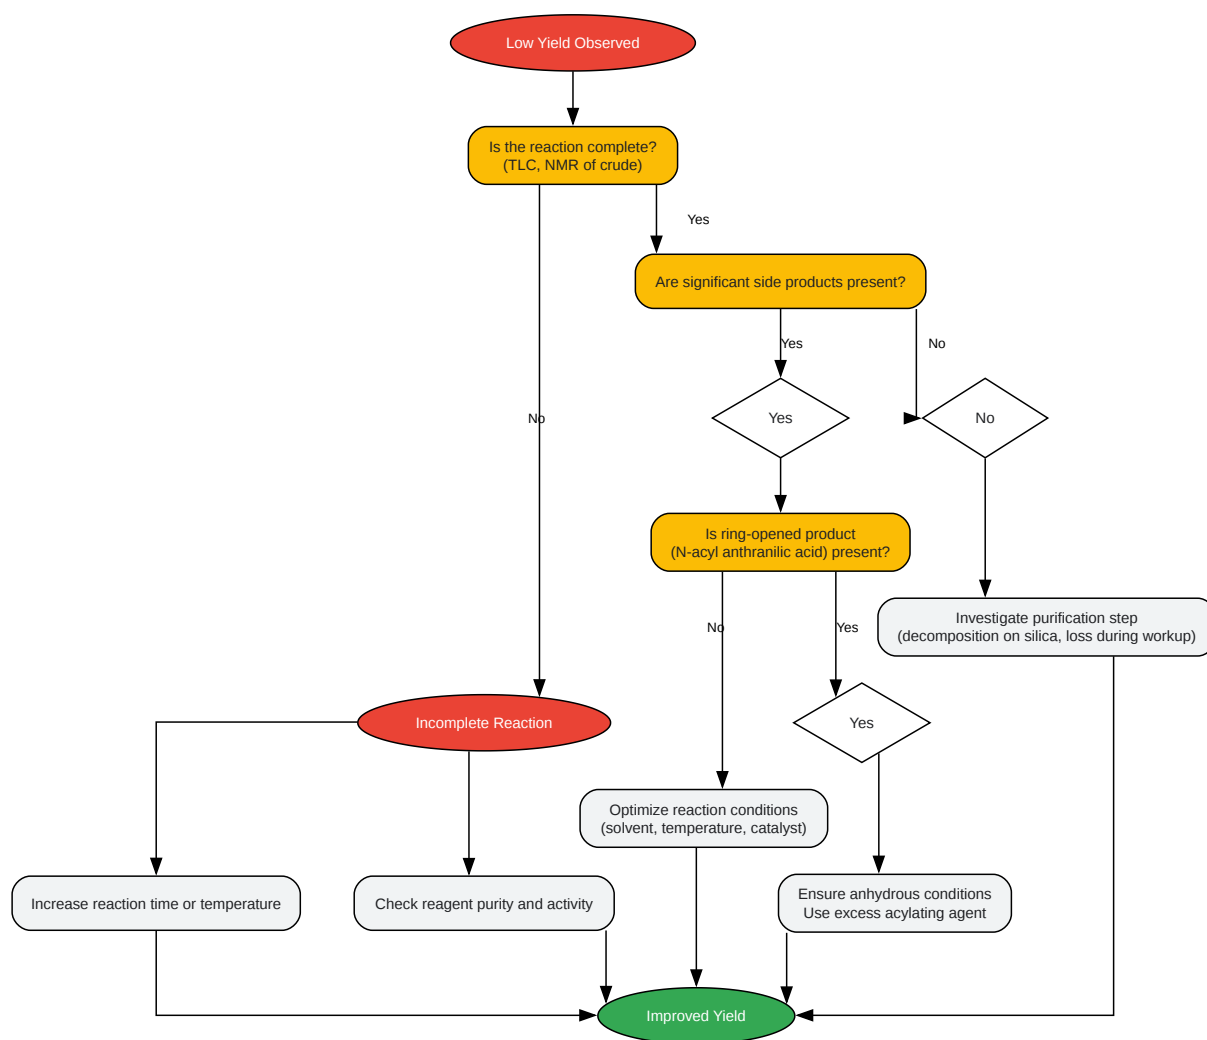 Low Yield Observed
Is the reaction complete?
(TLC, NMR of crude)
Yes
Are significant side products present?
Yes
No
No
Yes
No
Is ring-opened product
(N-acyl anthranilic acid) present?
No
Yes
Investigate purification step
(decomposition on silica, loss during workup)
Incomplete Reaction
Yes
Optimize reaction conditions
(solvent, temperature, catalyst)
Increase reaction time or temperature
Check reagent purity and activity
Ensure anhydrous conditions
Use excess acylating agent
Improved Yield